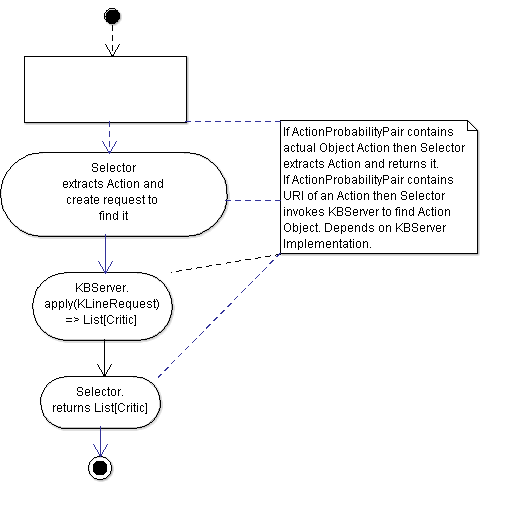 If ActionProbabilityPair contains
actual Object Action then Selector
extracts Action and returns it.
If ActionProbabilityPair contains
URI of an Action then Selector
invokes KBServer to find Action
Object. Depends on KBServer
Implementation.
Selector
extracts Action and
create request to
find it
KBServer.
apply(KLineRequest)
=> List[Critic]
Selector.
returns List[Critic]